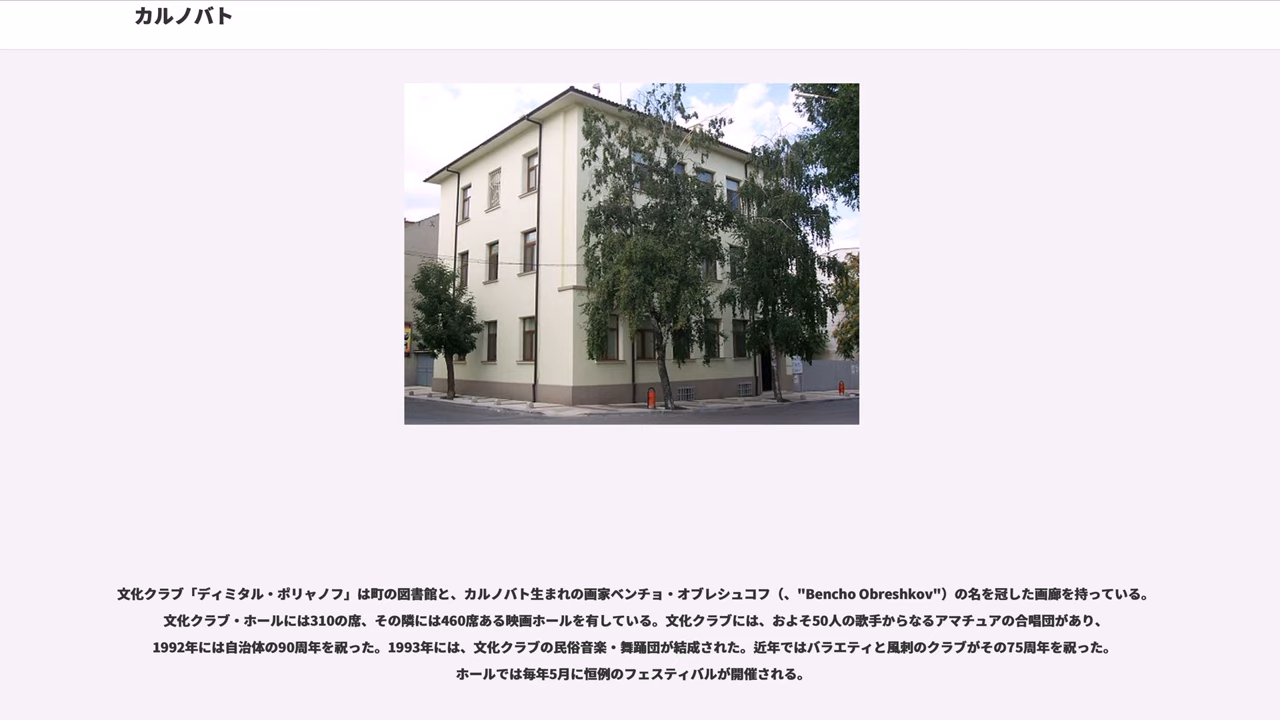 カルノバト
文化クラブ「ディミタル・ポリャノフ」は町の図書館と、カルノバト生まれの画家ベンチョ・オブレシュコフ（、"Bencho Obreshkov"）の名を冠した画廊を持っている。
文化クラブ・ホールには310の席、その隣には460席ある映画ホールを有している。文化クラブには、およそ50人の歌手からなるアマチュアの合唱団があり、
1992年には自治体の90周年を祝った。1993年には、文化クラブの民俗音楽・舞踊団が結成された。近年ではバラエティと風刺のクラブがその75周年を祝った。
ホールでは毎年5月に恒例のフェスティバルが開催される。